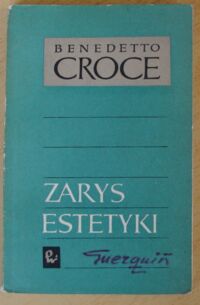 BENEDETTO
CROCE
ZARYS
ESTETYKI
Guerquin